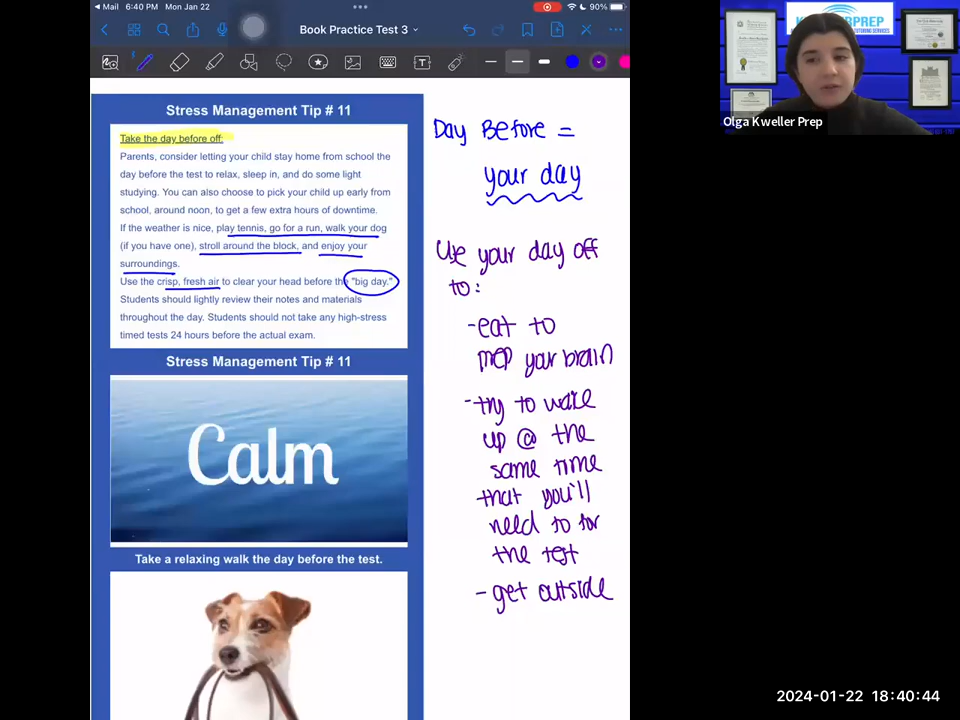 Mail 6:40 PM Mon Jan 22
90%
Book Practice Test 3
Stress Management Tip # 11
Take the day before off:
Parents, consider letting your child stay home from school the
day before the test to relax, sleep in, and do some light
studying. You can also choose to pick your child up early from
school, around noon, to get a few extra hours of downtime.
If the weather is nice, play tennis, go for a run, walk your dog
(if you have one), stroll around the block, and enjoy your
surroundings.
Use the crisp, fresh air to clear your head before the "big day."
Students should lightly review their notes and materials
throughout the day. Students should not take any high-stress
timed tests 24 hours before the actual exam.
Stress Management Tip # 11
Calm
Take a relaxing walk the day before the test.
Day Before =
your day
Use your day off
to:
-eat to
prep your brain
-try to wake
up @ the
same time
that you'll
need to for
the test
-get outside
Olga Kweller Prep
2024-01-22 18:40:44